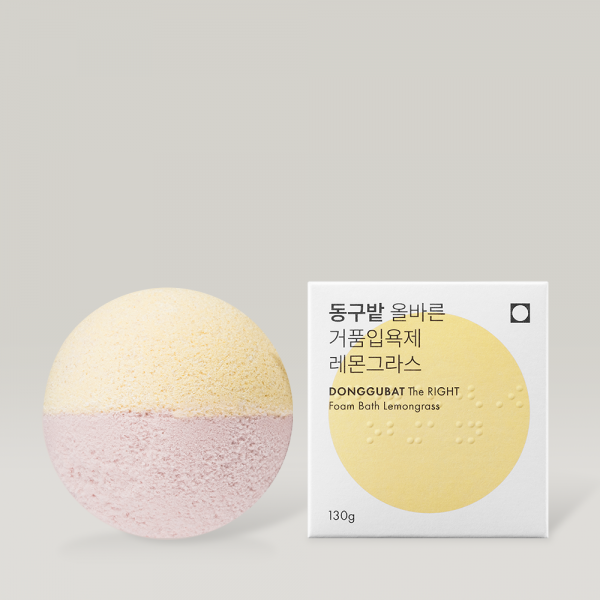 동구밭 올바른
거품입욕제
레몬그라스
DONGGUBAT The RIGHT
Foam Bath Lemongrass
130g